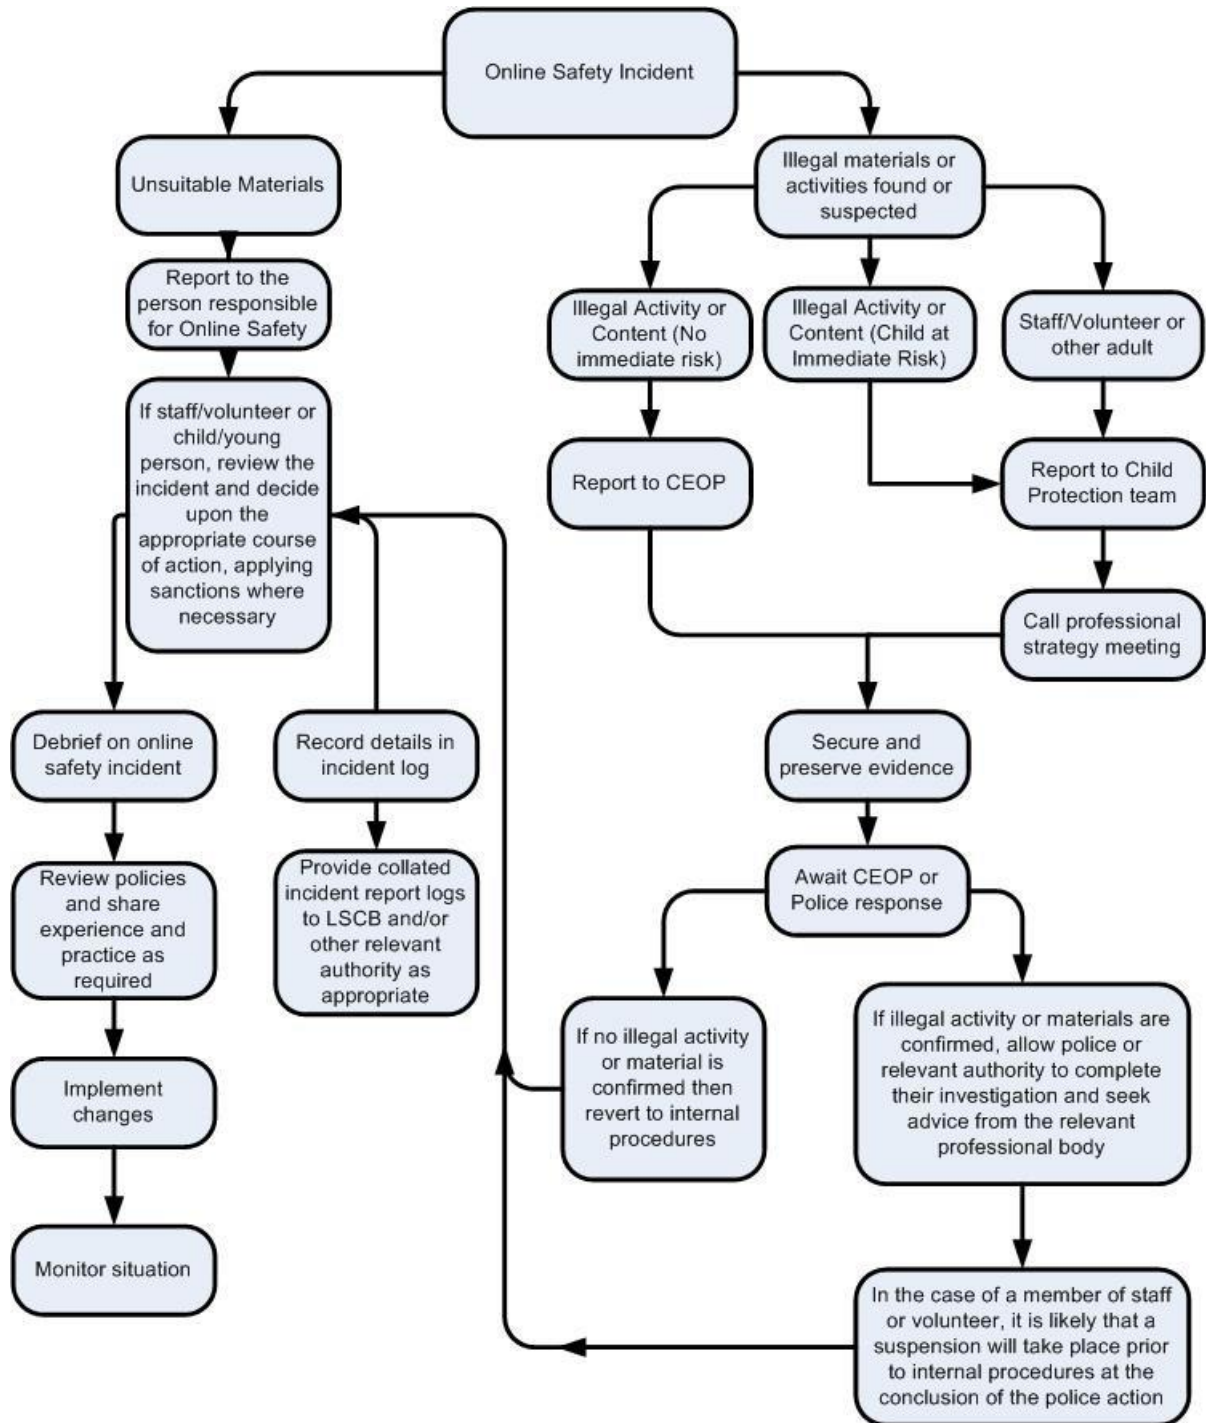 Online Safety Incident
Unsuitable Materials
Report to the
person responsible
for Online Safety
If staff/volunteer or
child/young
person, review the
incident and decide
upon the
appropriate course
of action, applying
sanctions where
necessary
Debrief on online
safety incident
Review policies
and share
experience and
practice as
required
Implement
changes
Monitor situation
Record details in
incident log
Provide collated
incident report logs
to LSCB and/or
other relevant
authority as
appropriate
Illegal materials or
activities found or
suspected
Illegal Activity or
Content (No
immediate risk)
Illegal Activity or
Content (Child at
Immediate Risk)
Staff/Volunteer or
other adult
Report to CEOP
Report to Child
Protection team
Call professional
strategy meeting
Secure and
preserve evidence
Await CEOP or
Police response
If no illegal activity
or material is
confirmed then
revert to internal
procedures
If illegal activity or materials are
confirmed, allow police or
relevant authority to complete
their investigation and seek
advice from the relevant
professional body
In the case of a member of staff
or volunteer, it is likely that a
suspension will take place prior
to internal procedures at the
conclusion of the police action